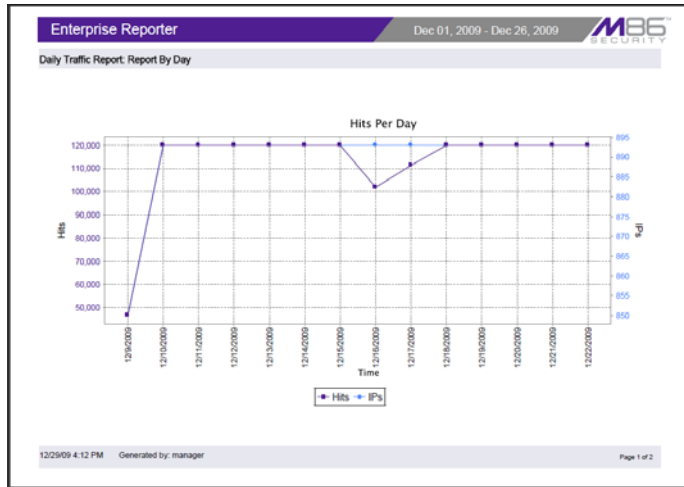 Enterprise Reporter
Dec 01, 2009 - Dec 26, 2009
M86
SECURITY
Daily Traffic Report: Report By Day
Hits Per Day
120,000
110,000
100,000
90,000
80,000
70,000
60,000
50,000
Hits
895
890
885
880
875
870
865
860
855
850
IPs
12/9/2009
12/10/2009
12/11/2009
12/12/2009
12/13/2009
12/14/2009
12/15/2009
12/16/2009
12/17/2009
12/18/2009
12/19/2009
12/20/2009
12/21/2009
12/22/2009
Time
Hits IPs
12/29/09 4:12 PM Generated by: manager
Page 1 of 2